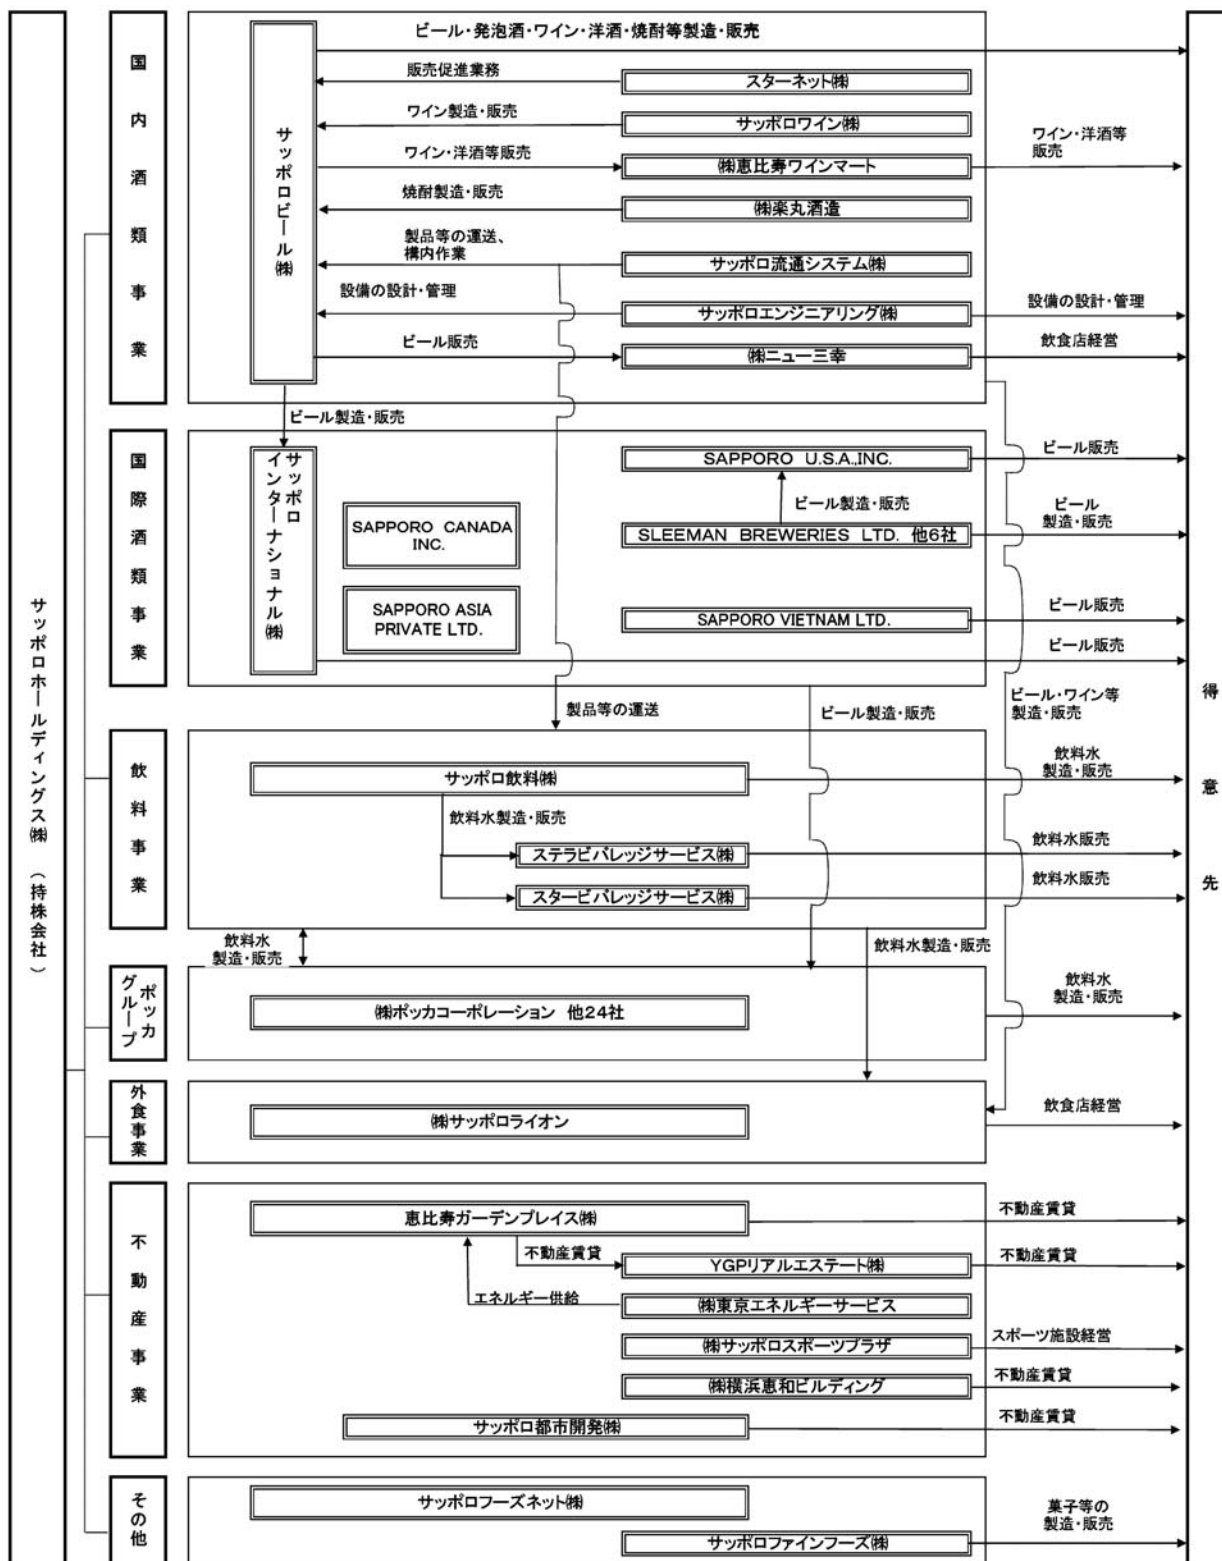 サッポロホールディングス㈱　（持株会社）
国内酒類事業
サッポロビール㈱
ビール・発泡酒・ワイン・洋酒・焼酎等製造・販売
販売促進業務
スターネット㈱
ワイン製造・販売
サッポロワイン㈱
ワイン・洋酒等販売
㈱恵比寿ワインマート
ワイン・洋酒等
販売
焼酎製造・販売
㈱楽丸酒造
製品等の運送、
構内作業
サッポロ流通システム㈱
設備の設計・管理
サッポロエンジニアリング㈱
設備の設計・管理
ビール販売
㈱ニュー三幸
飲食店経営
ビール製造・販売
国際酒類事業
サッポロ
インターナショナル㈱
SAPPORO CANADA
INC.
SAPPORO ASIA
PRIVATE LTD.
SAPPORO U.S.A.,INC.
ビール販売
ビール製造・販売
SLEEMAN BREWERIES LTD. 他6社
ビール
製造・販売
SAPPORO VIETNAM LTD.
ビール販売
ビール販売
製品等の運送
ビール製造・販売
ビール・ワイン等
製造・販売
得意先
飲料事業
サッポロ飲料㈱
飲料水
製造・販売
飲料水製造・販売
ステラビバレッジサービス㈱
飲料水販売
スタービバレッジサービス㈱
飲料水販売
飲料水
製造・販売
飲料水製造・販売
ポッカ
グループ
㈱ポッカコーポレーション 他24社
飲料水
製造・販売
外食事業
㈱サッポロライオン
飲食店経営
不動産事業
恵比寿ガーデンプレイス㈱
不動産賃貸
不動産賃貸
YGPリアルエステート㈱
不動産賃貸
エネルギー供給
㈱東京エネルギーサービス
㈱サッポロスポーツプラザ
スポーツ施設経営
㈱横浜恵和ビルディング
不動産賃貸
サッポロ都市開発㈱
不動産賃貸
その他
サッポロフーズネット㈱
サッポロファインフーズ㈱
菓子等の
製造・販売